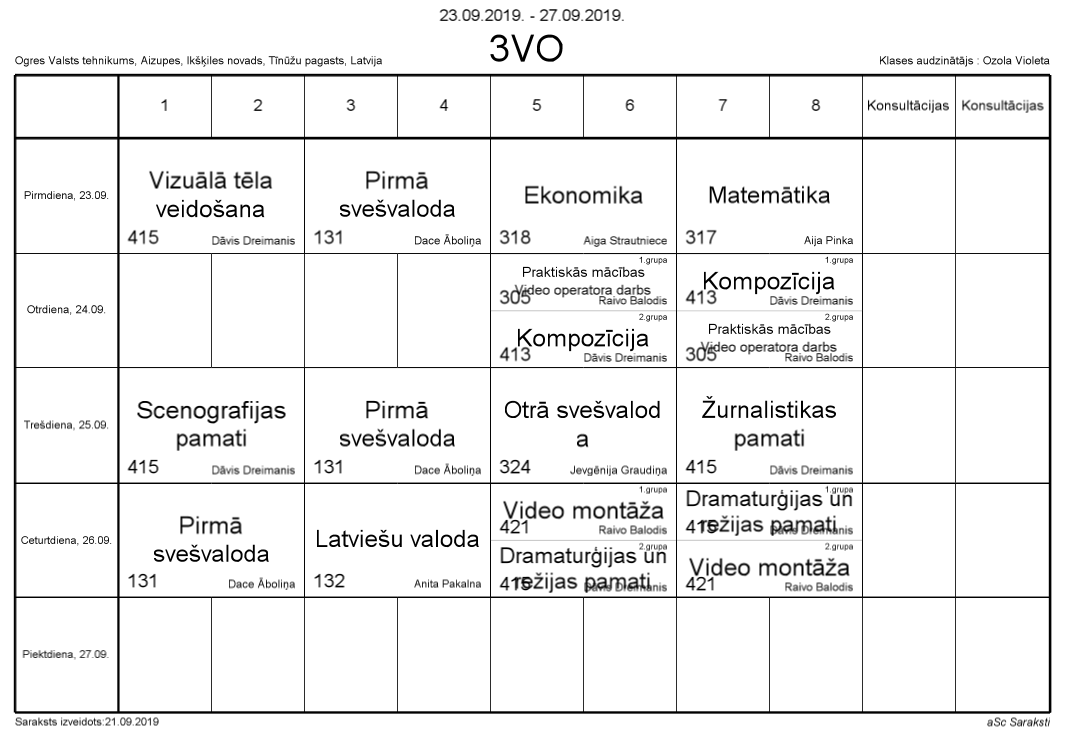 23.09.2019. - 27.09.2019.
3VO
Ogres Valsts tehnikums, Aizupes, Ikšķiles novads, Tīnūžu pagasts, Latvija
Klases audzinātājs : Ozola Violeta
1 2 3 4 5 6 7 8 Konsultācijas Konsultācijas
Pirmdiena, 23.09.
Vizuālā tēla
veidošana
415 Dāvis Dreimanis
Pirmā
svešvaloda
131 Dace Āboliņa
Ekonomika
318 Aiga Strautniece
Matemātika
317 Aija Pinka
Otrdiena, 24.09.
1.grupa
Praktiskās mācības
Video operatora darbs
305 Raivo Balodis
2.grupa
Kompozīcija
413 Dāvis Dreimanis
1.grupa
Kompozīcija
413 Dāvis Dreimanis
2.grupa
Praktiskās mācības
Video operatora darbs
305 Raivo Balodis
Trešdiena, 25.09.
Scenografijas
pamati
415 Dāvis Dreimanis
Pirmā
svešvaloda
131 Dace Āboliņa
Otrā svešvalod
a
324 Jevgēnija Graudiņa
Žurnalistikas
pamati
415 Dāvis Dreimanis
Ceturtdiena, 26.09.
Pirmā
svešvaloda
131 Dace Āboliņa
Latviešu valoda
132 Anita Pakalna
1.grupa
Video montāža
421 Raivo Balodis
2.grupa
Dramaturģijas un
režijas pamati
415 Dāvis Dreimanis
1.grupa
Dramaturģijas un
režijas pamati
415 Dāvis Dreimanis
2.grupa
Video montāža
421 Raivo Balodis
Piektdiena, 27.09.
Saraksts izveidots:21.09.2019
aSc Saraksti